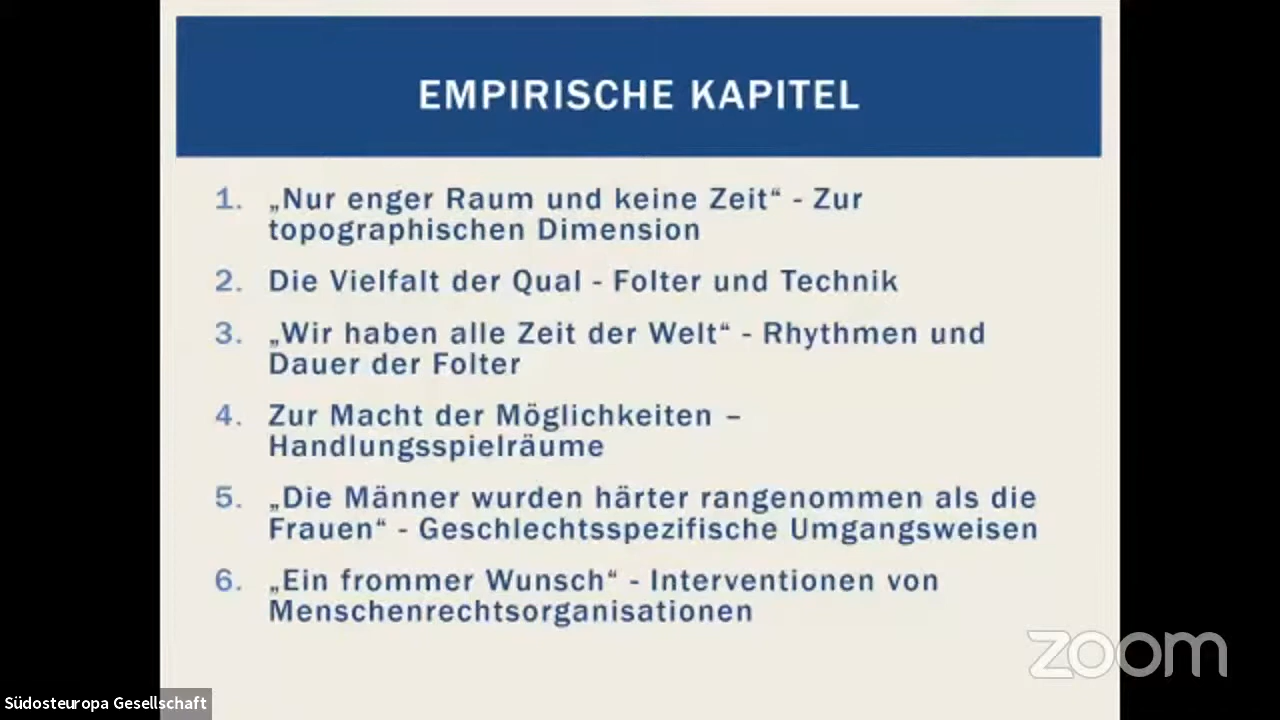 EMPIRISCHE KAPITEL
1. „Nur enger Raum und keine Zeit“ - Zur
topographischen Dimension
2. Die Vielfalt der Qual - Folter und Technik
3. „Wir haben alle Zeit der Welt“ - Rhythmen und
Dauer der Folter
4. Zur Macht der Möglichkeiten –
Handlungsspielräume
5. „Die Männer wurden härter rangenommen als die
Frauen“ - Geschlechtsspezifische Umgangsweisen
6. „Ein frommer Wunsch“ - Interventionen von
Menschenrechtsorganisationen
zoom
Südosteuropa Gesellschaft